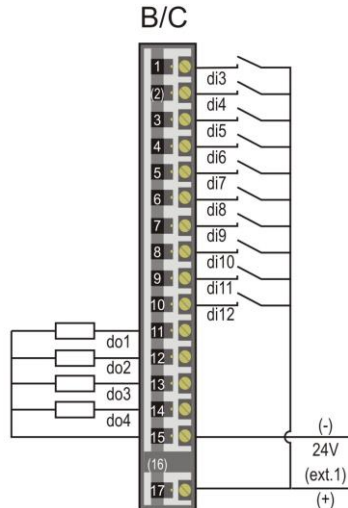 B/C
1
di3
(2)
di4
3
di5
4
di6
5
di7
6
di8
7
di9
8
di10
9
di11
10
di12
11
do1
12
do2
13
do3
14
do4
15
(-)
24V
(16)
(ext.1)
17
(+)